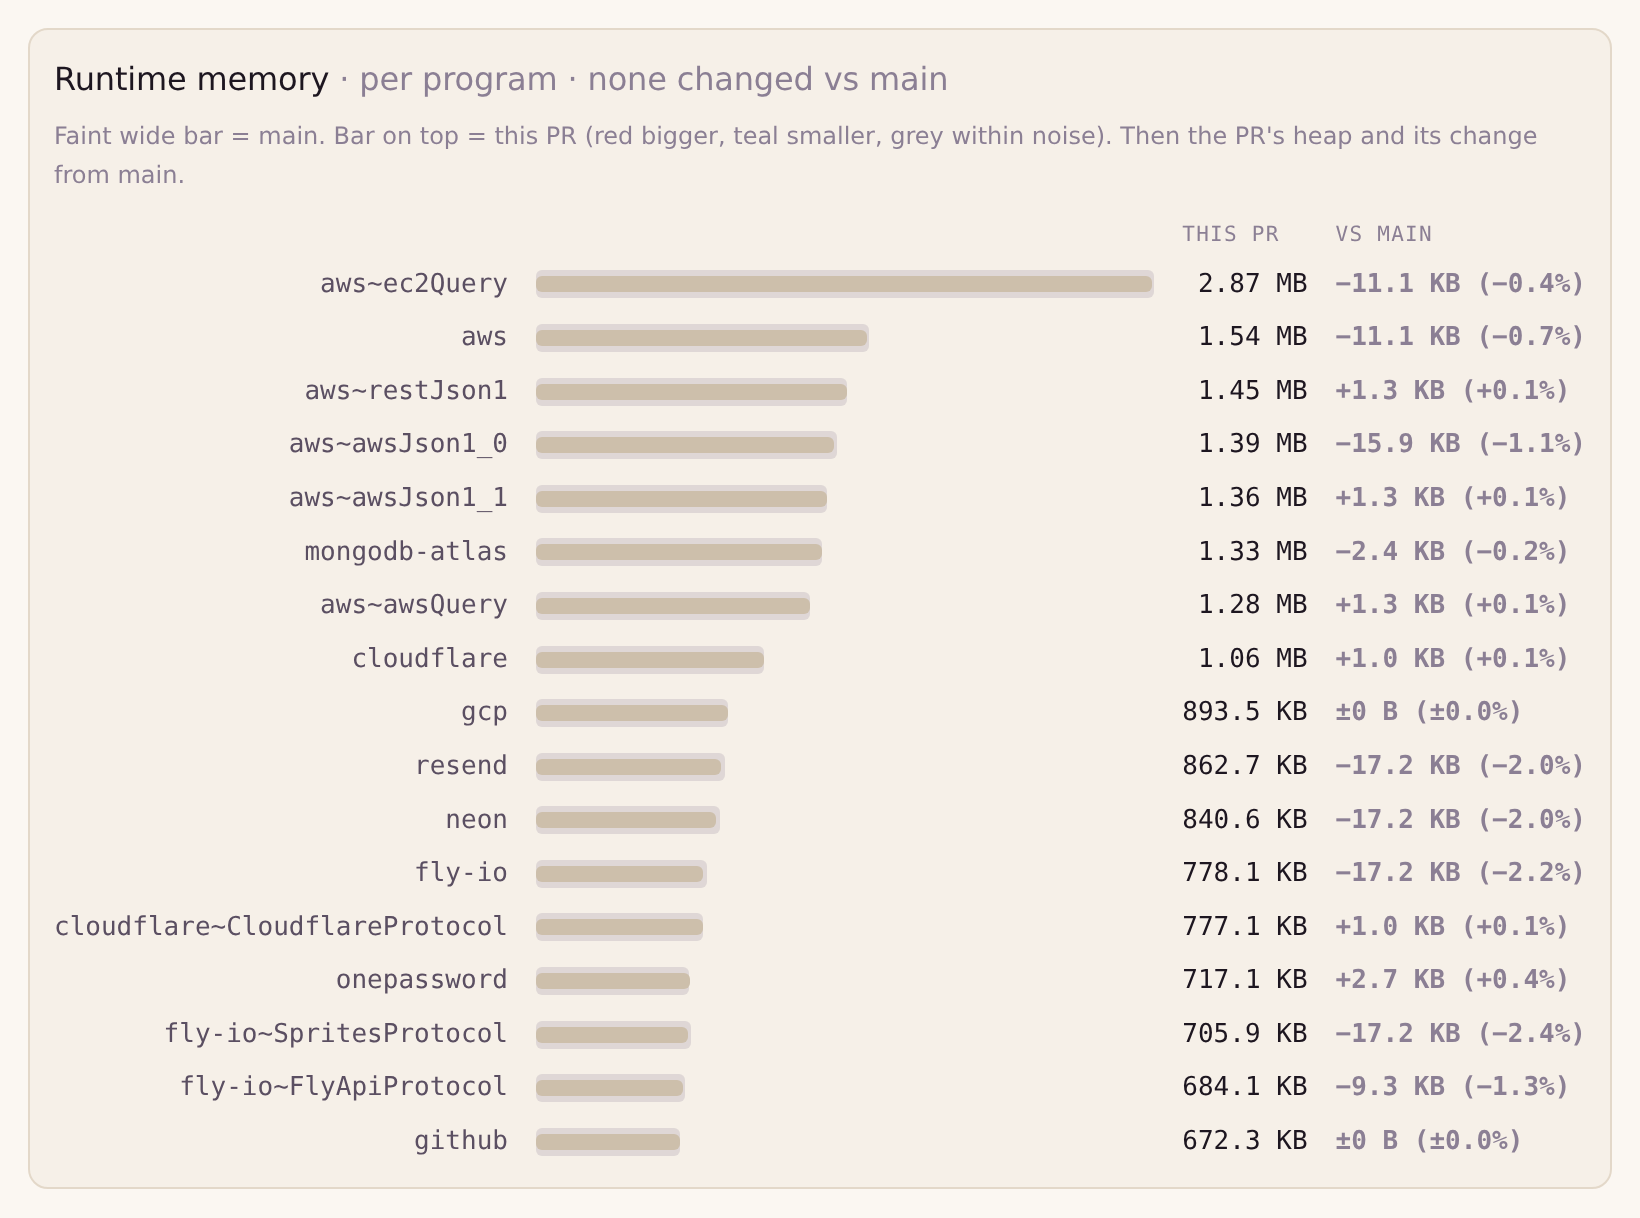 Runtime memory · per program · none changed vs main
Faint wide bar = main. Bar on top = this PR (red bigger, teal smaller, grey within noise). Then the PR's heap and its change
from main.
THIS PR VS MAIN
aws~ec2Query 2.87 MB −11.1 KB (−0.4%)
aws 1.54 MB −11.1 KB (−0.7%)
aws~restJson1 1.45 MB +1.3 KB (+0.1%)
aws~awsJson1_0 1.39 MB −15.9 KB (−1.1%)
aws~awsJson1_1 1.36 MB +1.3 KB (+0.1%)
mongodb-atlas 1.33 MB −2.4 KB (−0.2%)
aws~awsQuery 1.28 MB +1.3 KB (+0.1%)
cloudflare 1.06 MB +1.0 KB (+0.1%)
gcp 893.5 KB ±0 B (±0.0%)
resend 862.7 KB −17.2 KB (−2.0%)
neon 840.6 KB −17.2 KB (−2.0%)
fly-io 778.1 KB −17.2 KB (−2.2%)
cloudflare~CloudflareProtocol 777.1 KB +1.0 KB (+0.1%)
onepassword 717.1 KB +2.7 KB (+0.4%)
fly-io~SpritesProtocol 705.9 KB −17.2 KB (−2.4%)
fly-io~FlyApiProtocol 684.1 KB −9.3 KB (−1.3%)
github 672.3 KB ±0 B (±0.0%)